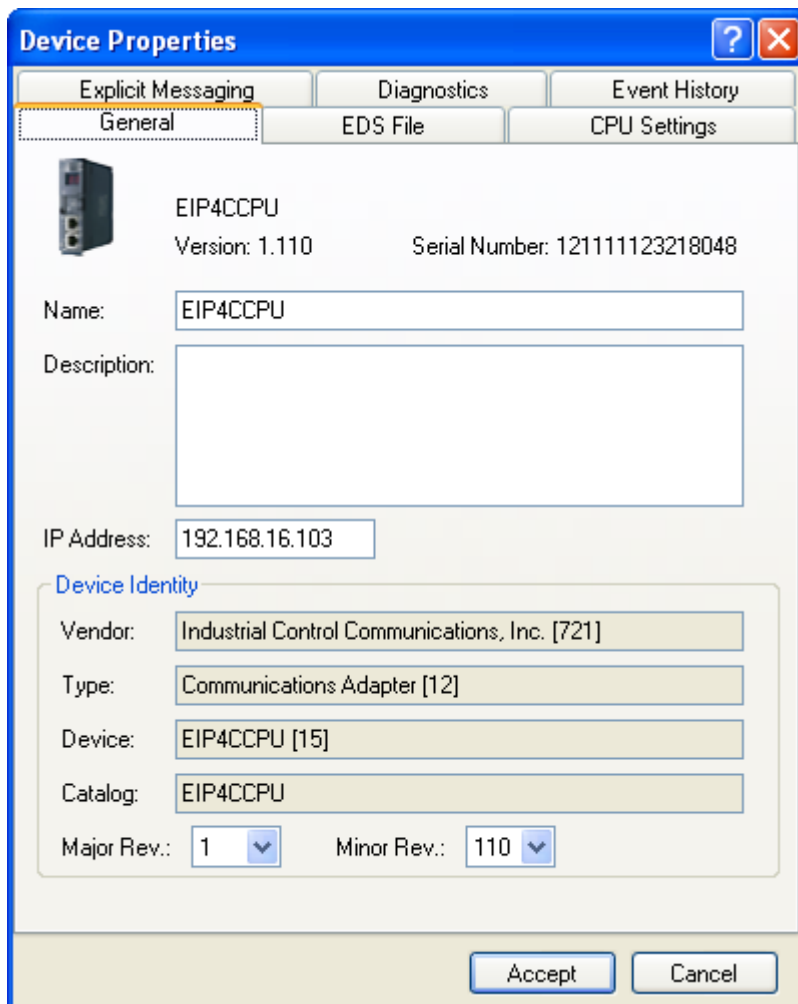 Device Properties
Explicit Messaging Diagnostics Event History
General EDS File CPU Settings
EIP4CCPU
Version: 1.110 Serial Number: 121111123218048
Name: EIP4CCPU
Description:
IP Address: 192.168.16.103
Device Identity
Vendor: Industrial Control Communications, Inc. [721]
Type: Communications Adapter [12]
Device: EIP4CCPU [15]
Catalog: EIP4CCPU
Major Rev.: 1 Minor Rev.: 110
Accept Cancel